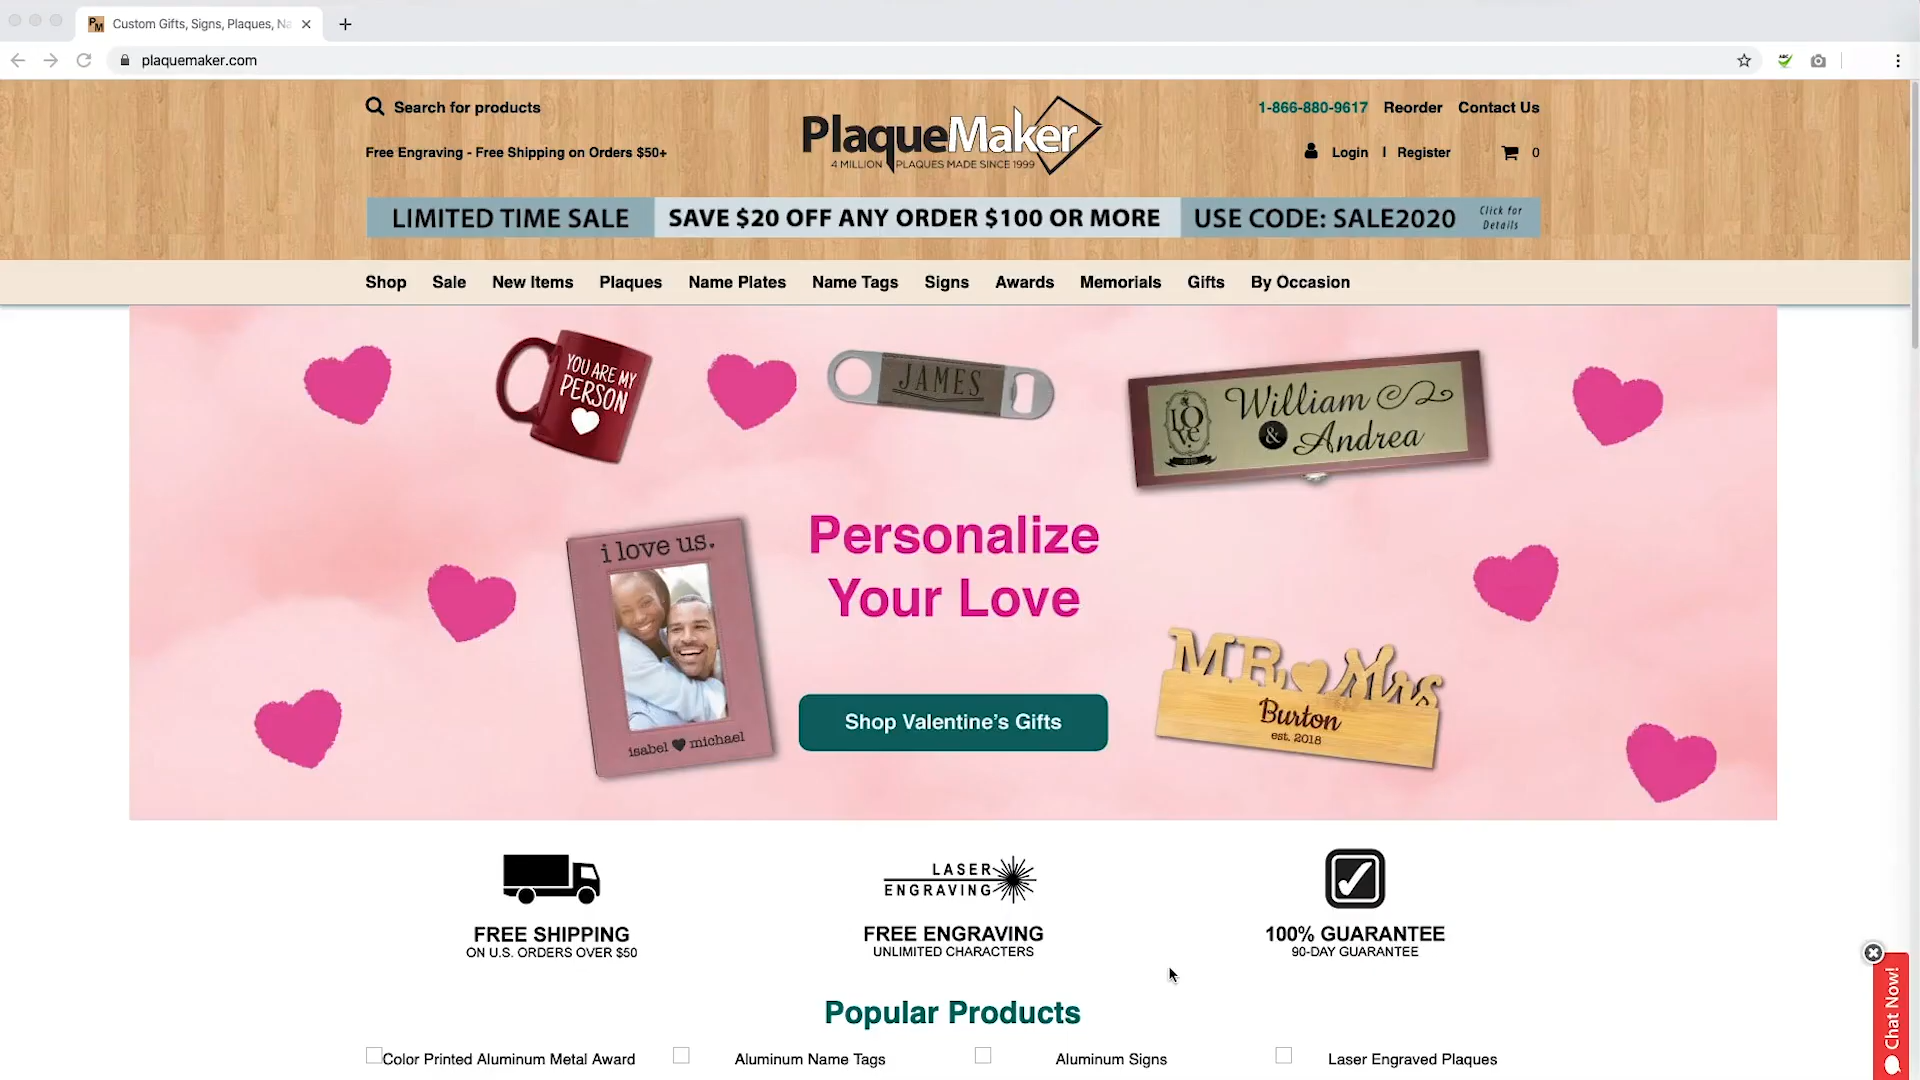 Custom Gifts, Signs, Plaques, Na
plaquemaker.com
Search for products
PlaqueMaker
4 MILLION PLAQUES MADE SINCE 1999
1-866-880-9617 Reorder Contact Us
Free Engraving - Free Shipping on Orders $50+
Login | Register 0
LIMITED TIME SALE SAVE $20 OFF ANY ORDER $100 OR MORE USE CODE: SALE2020 Click for Details
Shop Sale New Items Plaques Name Plates Name Tags Signs Awards Memorials Gifts By Occasion
YOU ARE MY
PERSON
JAMES
LOVE
William
& Andrea
i love us.
isabel michael
Personalize
Your Love
Shop Valentine's Gifts
MR Mrs
Burton
est. 2018
LASER
ENGRAVING
FREE SHIPPING
ON U.S. ORDERS OVER $50
FREE ENGRAVING
UNLIMITED CHARACTERS
100% GUARANTEE
90-DAY GUARANTEE
Chat Now!
Popular Products
Color Printed Aluminum Metal Award Aluminum Name Tags Aluminum Signs Laser Engraved Plaques